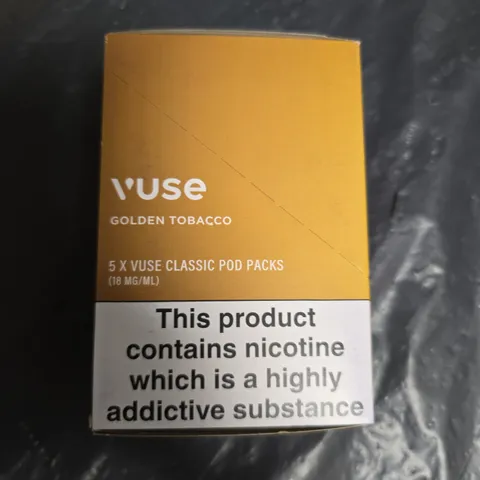 vuse
GOLDEN TOBACCO
5 X VUSE CLASSIC POD PACKS
(18 MG/ML)
This product
contains nicotine
which is a highly
addictive substance